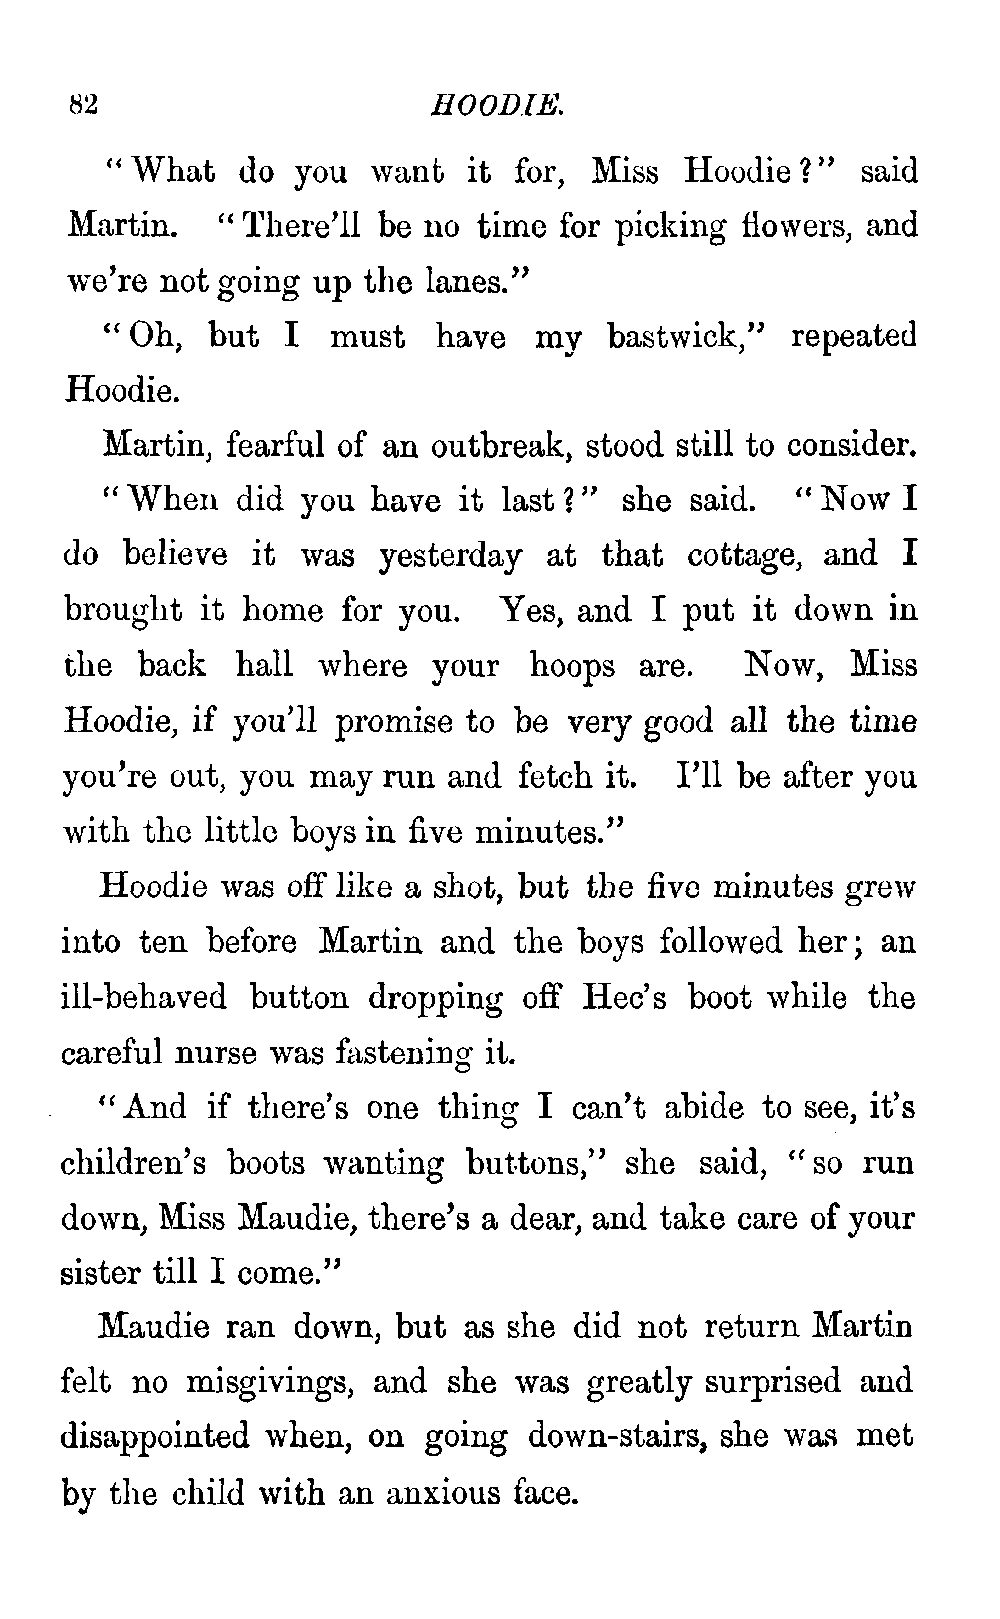 82 HOODIE.
"What do you want it for, Miss Hoodie?" said
Martin. "There'll be no time for picking flowers, and
we're not going up the lanes."
"Oh, but I must have my bastwick," repeated
Hoodie.
Martin, fearful of an outbreak, stood still to consider.
"When did you have it last?" she said. "Now I
do believe it was yesterday at that cottage, and I
brought it home for you. Yes, and I put it down in
the back hall where your hoops are. Now, Miss
Hoodie, if you'll promise to be very good all the time
you're out, you may run and fetch it. I'll be after you
with the little boys in five minutes."
Hoodie was off like a shot, but the five minutes grew
into ten before Martin and the boys followed her; an
ill-behaved button dropping off Hec's boot while the
careful nurse was fastening it.
"And if there's one thing I can't abide to see, it's
children's boots wanting buttons," she said, "so run
down, Miss Maudie, there's a dear, and take care of your
sister till I come."
Maudie ran down, but as she did not return Martin
felt no misgivings, and she was greatly surprised and
disappointed when, on going down-stairs, she was met
by the child with an anxious face.